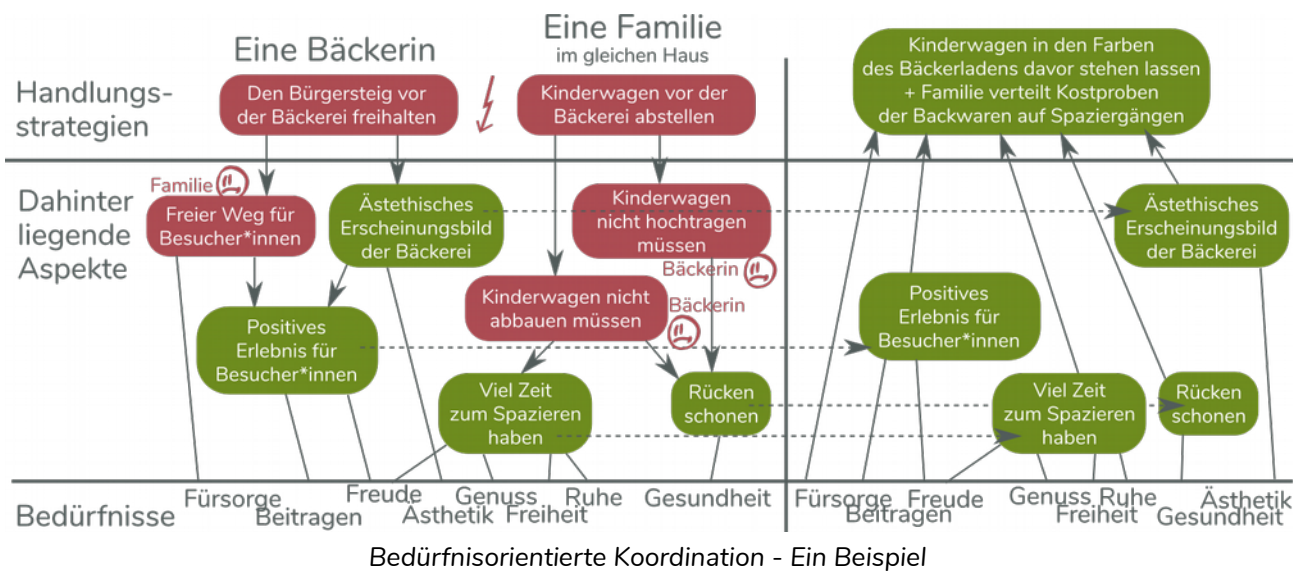 Eine Bäckerin
Eine Familie
im gleichen Haus
Handlungs-
strategien
Den Bürgersteig vor
der Bäckerei freihalten
Kinderwagen vor der
Bäckerei abstellen
Kinderwagen in den Farben
des Bäckerladens davor stehen lassen
+ Familie verteilt Kostproben
der Backwaren auf Spaziergängen
Dahinter
liegende
Aspekte
Familie
Freier Weg für
Besucher*innen
Ästethisches
Erscheinungsbild
der Bäckerei
Kinderwagen
nicht hochtragen
müssen
Bäckerin
Kinderwagen nicht
abbauen müssen
Bäckerin
Positives
Erlebnis für
Besucher*innen
Viel Zeit
zum Spazieren
haben
Rücken
schonen
Ästethisches
Erscheinungsbild
der Bäckerei
Positives
Erlebnis für
Besucher*innen
Viel Zeit
zum Spazieren
haben
Rücken
schonen
Bedürfnisse
Fürsorge
Beitragen
Freude
Ästhetik
Genuss
Freiheit
Ruhe
Gesundheit
Fürsorge
Beitragen
Freude
Genuss
Freiheit
Ruhe
Gesundheit
Ästhetik
Bedürfnisorientierte Koordination - Ein Beispiel